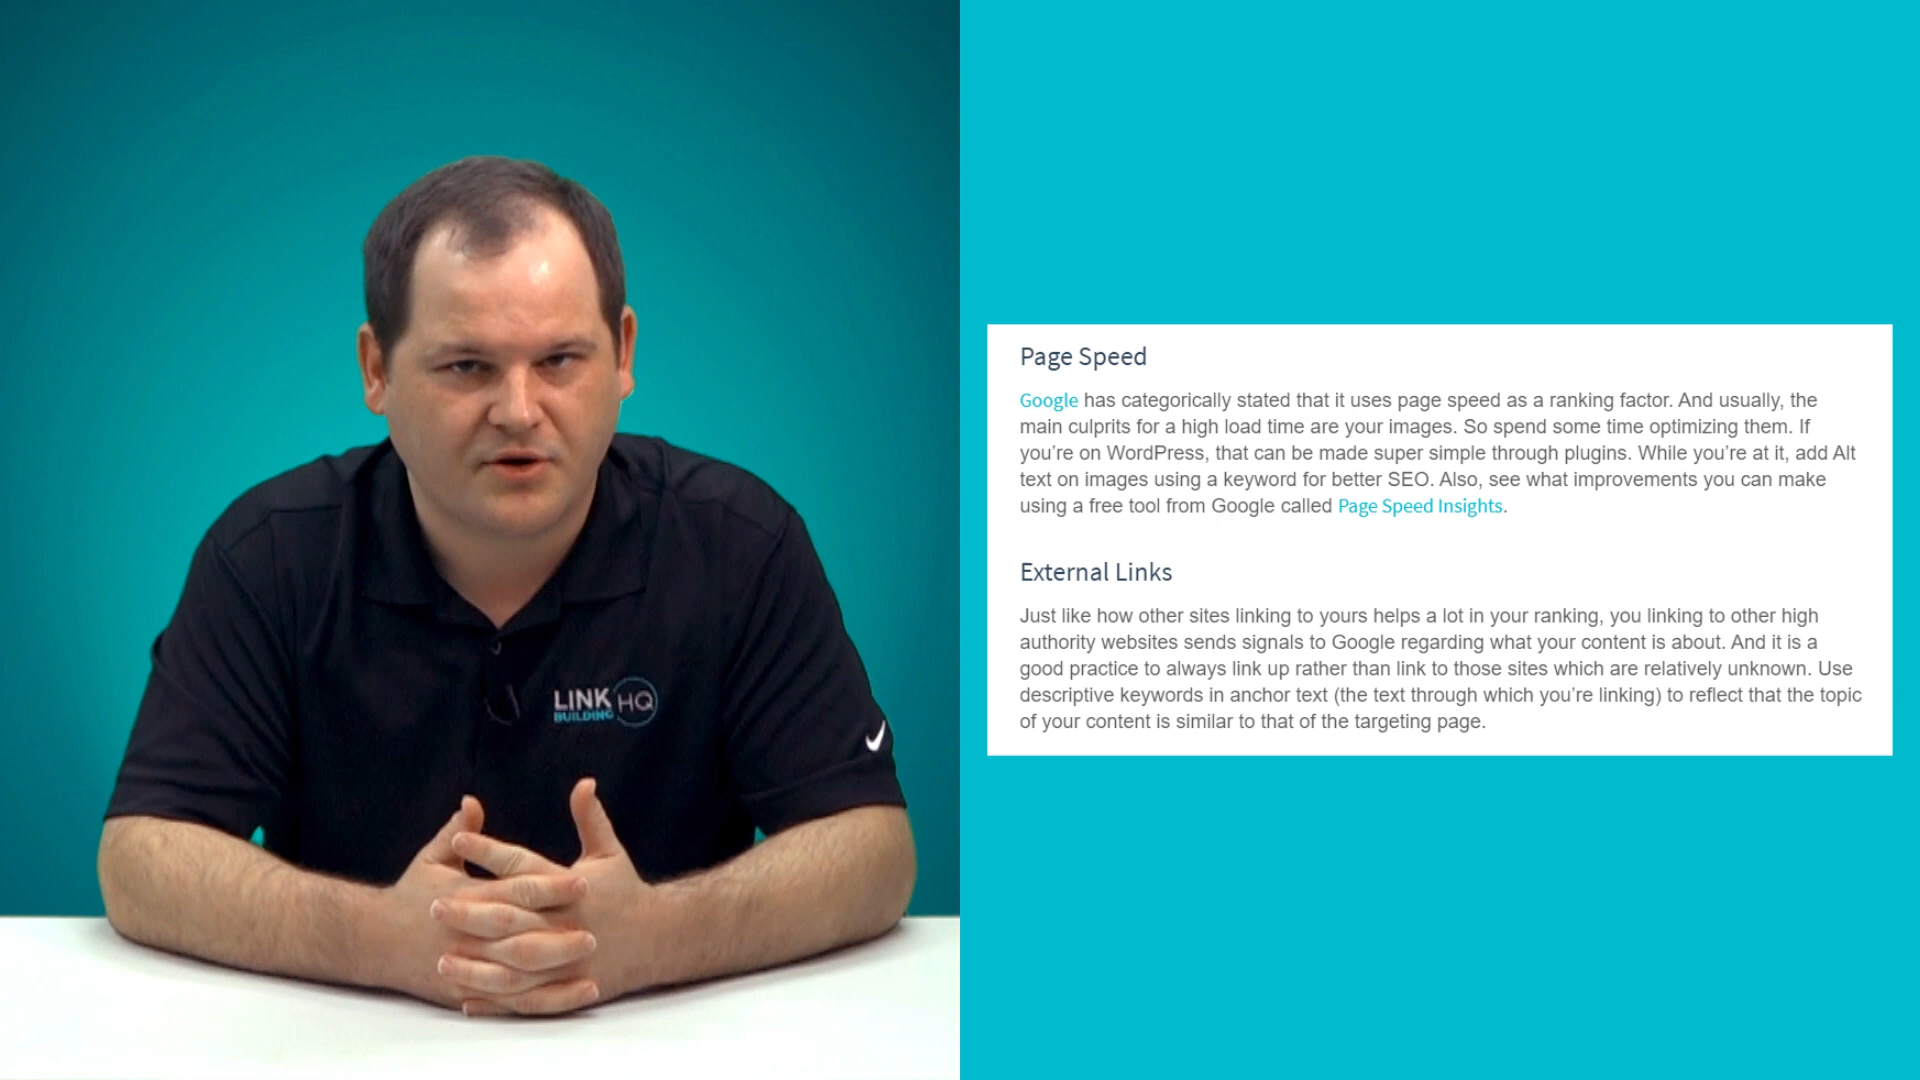 LINK
BUILDING
HQ
Page Speed
Google has categorically stated that it uses page speed as a ranking factor. And usually, the
main culprits for a high load time are your images. So spend some time optimizing them. If
you’re on WordPress, that can be made super simple through plugins. While you’re at it, add Alt
text on images using a keyword for better SEO. Also, see what improvements you can make
using a free tool from Google called Page Speed Insights.
External Links
Just like how other sites linking to yours helps a lot in your ranking, you linking to other high
authority websites sends signals to Google regarding what your content is about. And it is a
good practice to always link up rather than link to those sites which are relatively unknown. Use
descriptive keywords in anchor text (the text through which you’re linking) to reflect that the topic
of your content is similar to that of the targeting page.